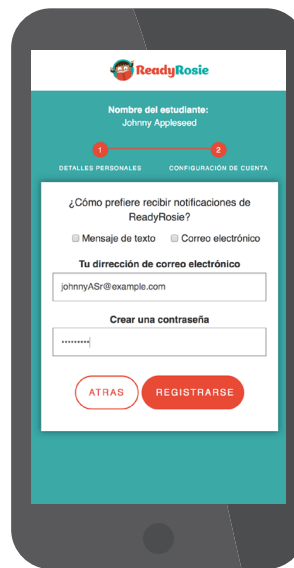 ReadyRosie
Nombre del estudiante:
Johnny Appleseed
1 2
DETALLES PERSONALES CONFIGURACIÓN DE CUENTA
¿Cómo prefiere recibir notificaciones de
ReadyRosie?
Mensaje de texto Correo electrónico
Tu dirrección de correo electrónico
johnnyASr@example.com
Crear una contraseña
•••••••••
ATRAS REGISTRARSE